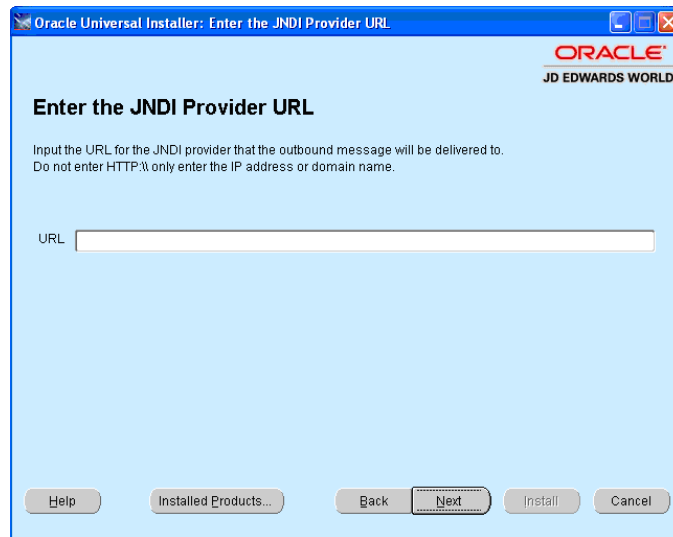 Oracle Universal Installer: Enter the JNDI Provider URL
ORACLE®
JD EDWARDS WORLD
Enter the JNDI Provider URL
Input the URL for the JNDI provider that the outbound message will be delivered to.
Do not enter HTTP:\\ only enter the IP address or domain name.
URL
Help Installed Products... Back Next Install Cancel